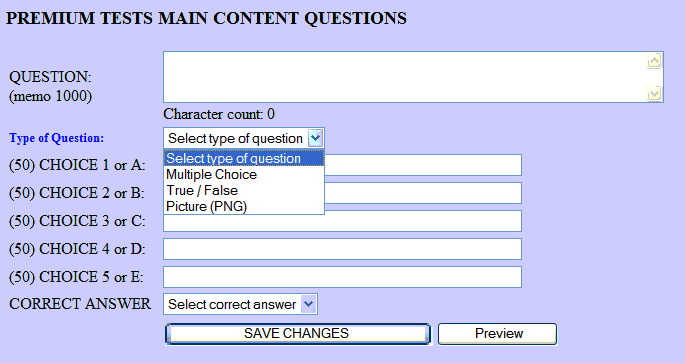 PREMIUM TESTS MAIN CONTENT QUESTIONS
QUESTION:
(memo 1000)
Character count: 0
Type of Question: Select type of question
Select type of question
Multiple Choice
True / False
Picture (PNG)
(50) CHOICE 1 or A:
(50) CHOICE 2 or B:
(50) CHOICE 3 or C:
(50) CHOICE 4 or D:
(50) CHOICE 5 or E:
CORRECT ANSWER Select correct answer
SAVE CHANGES Preview